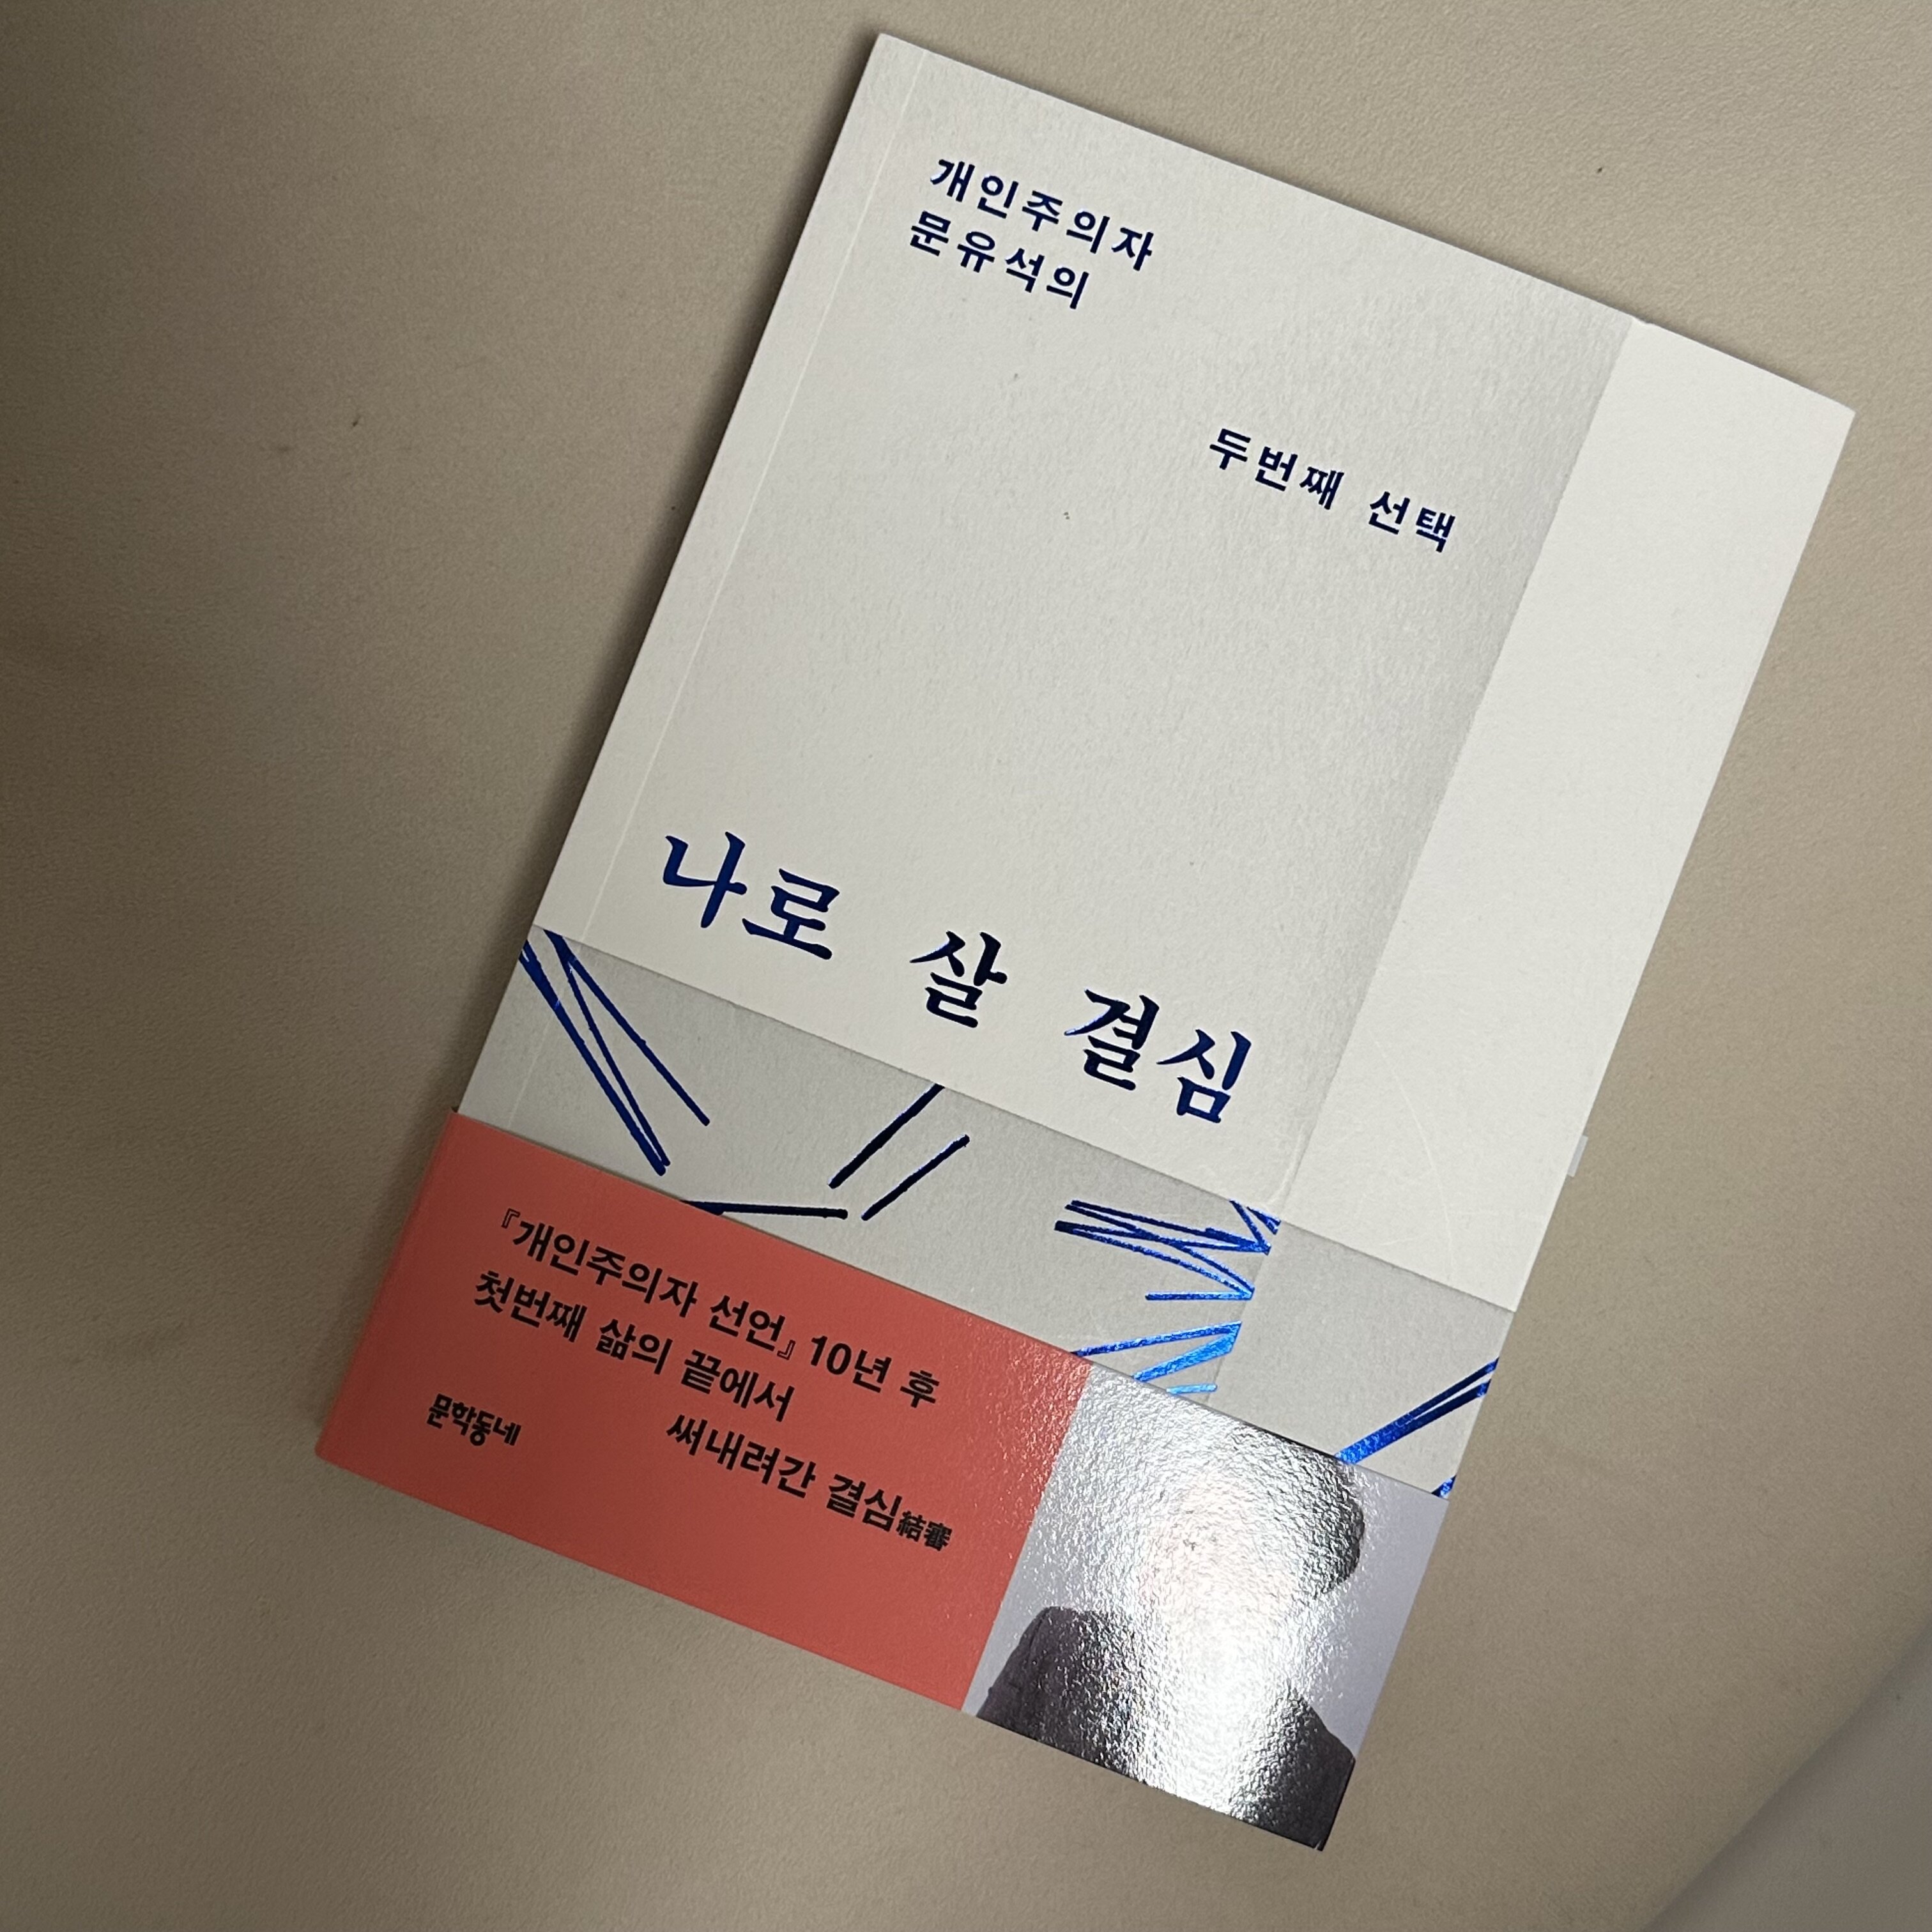 개인주의자
문유석의
두번째 선택
나로 살 결심
『개인주의자 선언』 10년 후
첫번째 삶의 끝에서
써내려간 결심結審
문학동네